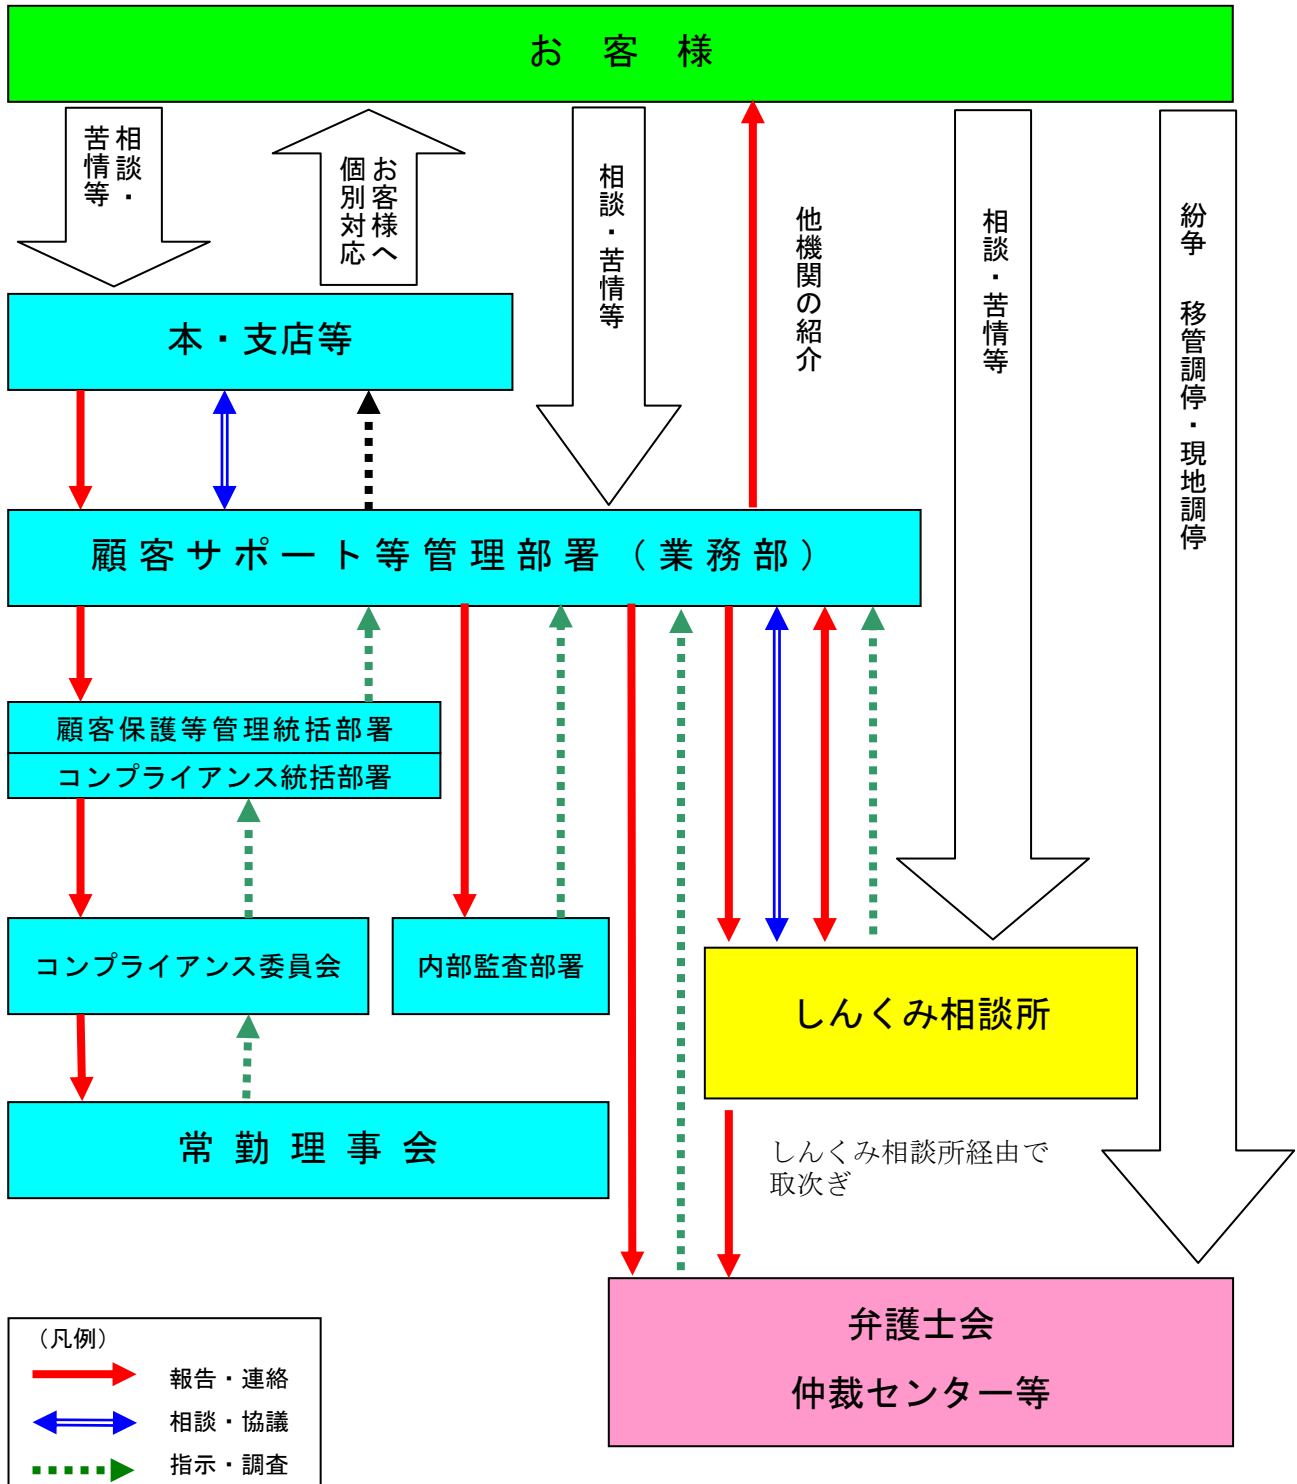 お 客 様
相談・
苦情等
お客様へ
個別対応
相談・苦情等
他機関の紹介
相談・苦情等
紛争 移管調停・現地調停
本・支店等
顧客サポート等管理部署（業務部）
顧客保護等管理統括部署
コンプライアンス統括部署
コンプライアンス委員会
内部監査部署
しんくみ相談所
常 勤 理 事 会
しんくみ相談所経由で
取次ぎ
弁護士会
仲裁センター等
（凡例）
報告・連絡
相談・協議
指示・調査